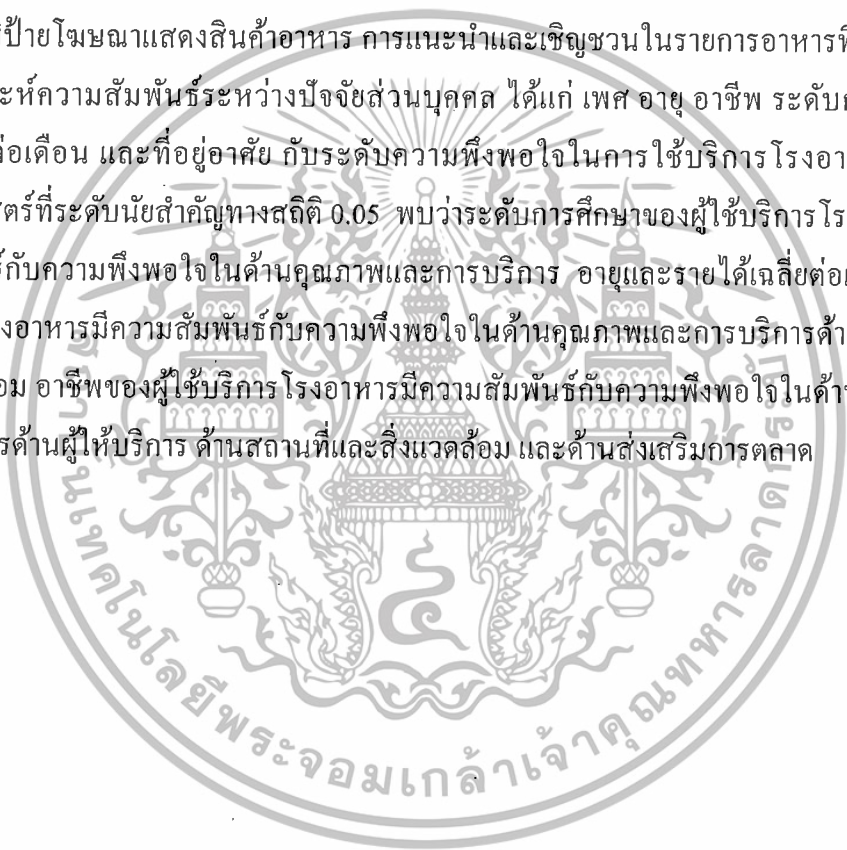 ป้ายโฆษณาแสดงสินค้าอาหาร การแนะนำและเชิญชวนในรายการอาหาร
ความสัมพันธ์ระหว่างปัจจัยส่วนบุคคล ได้แก่ เพศ อายุ อาชีพ ระดับ
ต่อเดือน และที่อยู่อาศัย กับระดับความพึงพอใจในการใช้บริการโรงอา
ที่ระดับนัยสำคัญทางสถิติ 0.05 พบว่าระดับการศึกษาของผู้ใช้บริการโร
กับความพึงพอใจในด้านคุณภาพและการบริการ อายุและรายได้เฉลี่ยต่อเ
งอาหารมีความสัมพันธ์กับความพึงพอใจในด้านคุณภาพและการบริการด้า
อม อาชีพของผู้ใช้บริการโรงอาหารมีความสัมพันธ์กับความพึงพอใจในด้า
รด้านผู้ให้บริการ ด้านสถานที่และสิ่งแวดล้อม และด้านส่งเสริมการตลาด
นเทคโนโลยีพระจอมเกล้าเจ้าคุณทหารลาดกระบัง